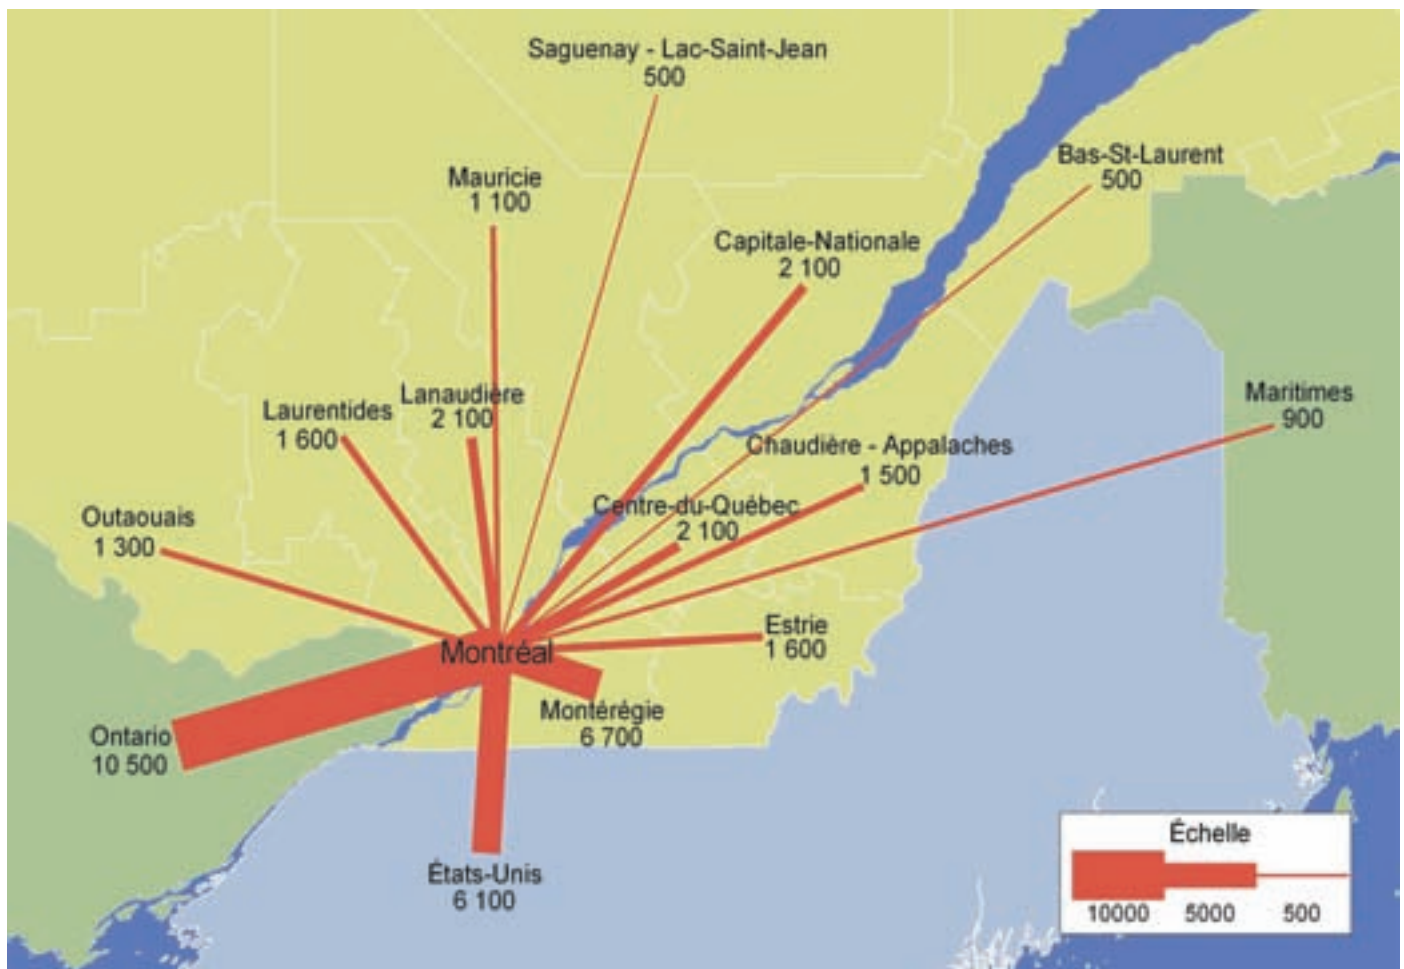 Saguenay - Lac-Saint-Jean
500
Bas-St-Laurent
500
Mauricie
1 100
Capitale-Nationale
2 100
Maritimes
900
Lanaudière
2 100
Laurentides
1 600
Chaudière - Appalaches
1 500
Centre-du-Québec
2 100
Outaouais
1 300
Estrie
1 600
Montréal
Montérégie
6 700
Ontario
10 500
États-Unis
6 100
Échelle
10000 5000 500